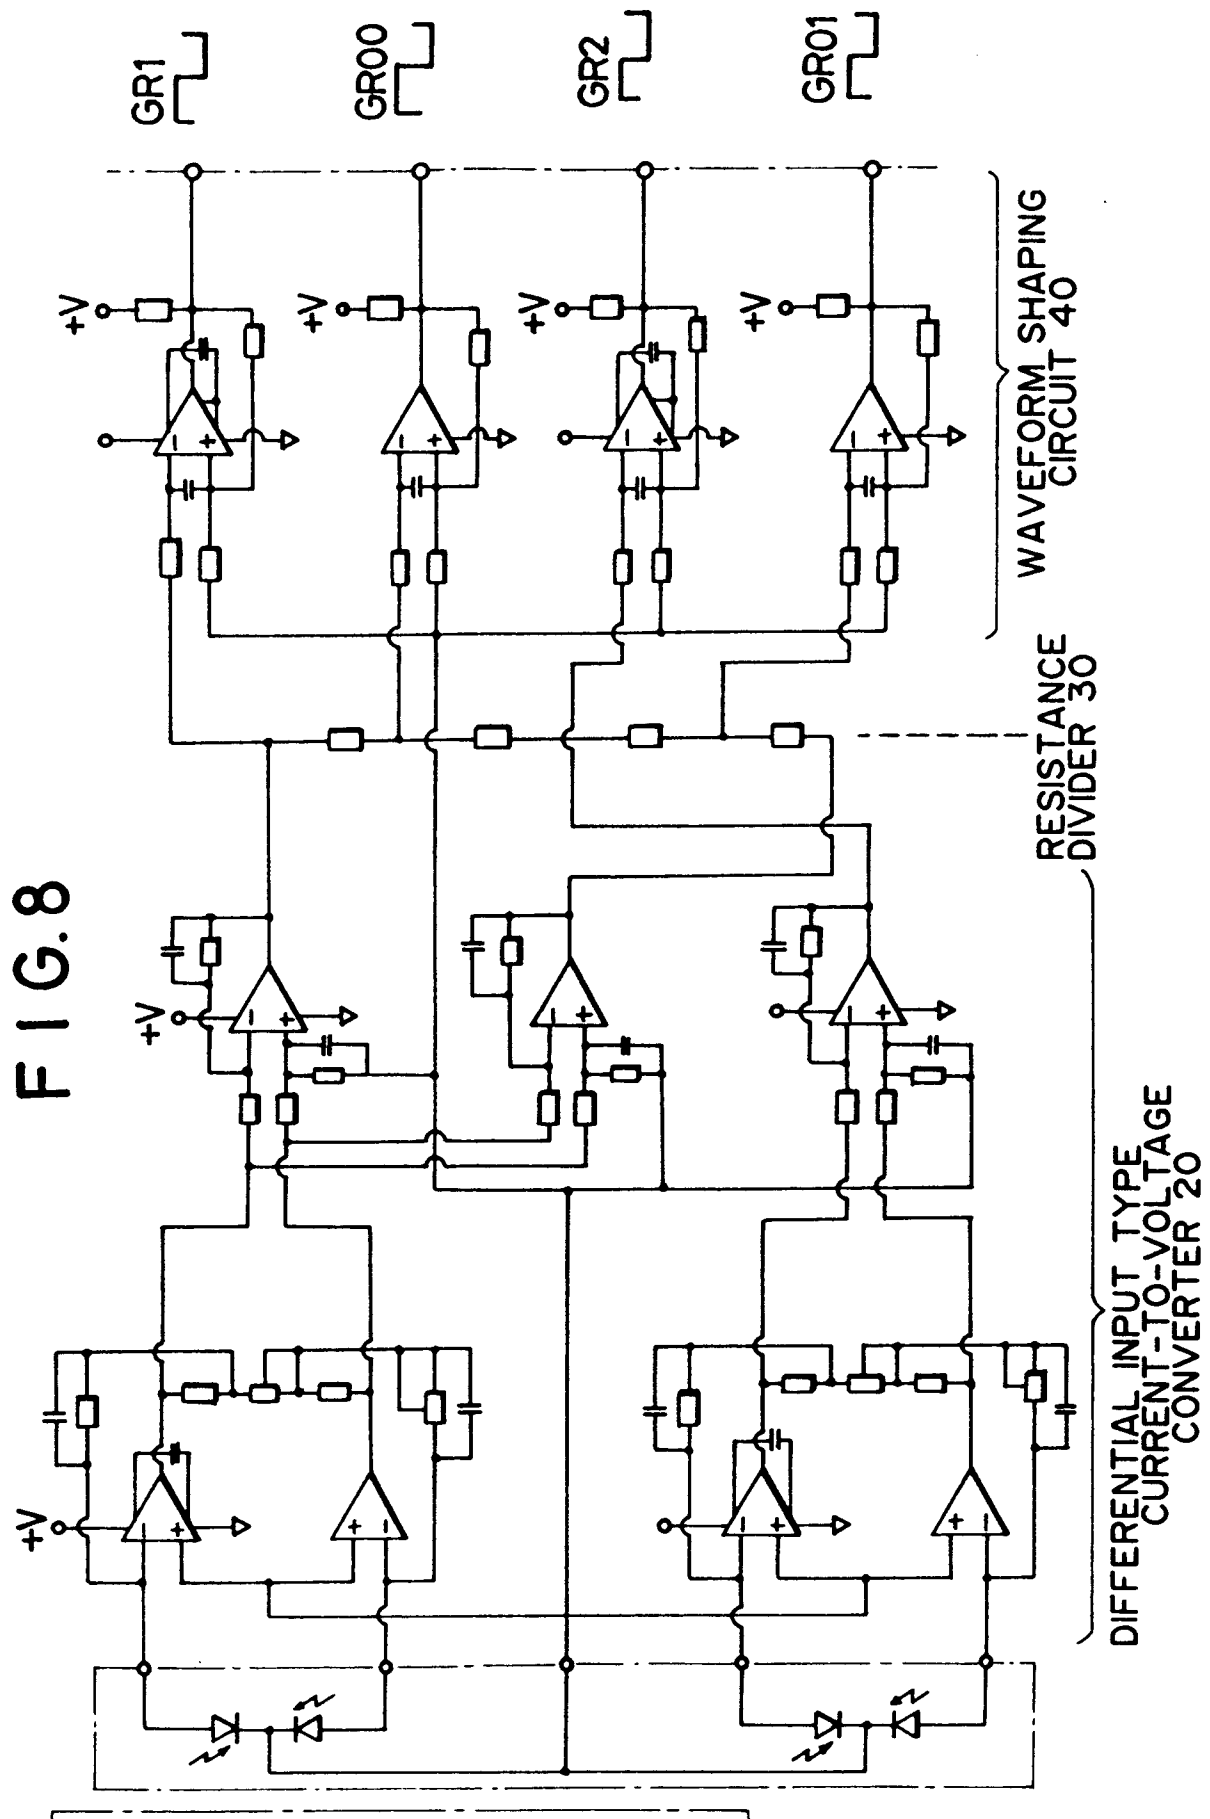 FIG.8
GR1
GR00
GR2
GR01
+V
+V
+V
+V
+V
+V
−
+
−
+
−
+
−
+
−
+
−
+
−
+
−
+
+
−
−
+
+
−
WAVEFORM SHAPING
CIRCUIT 40
RESISTANCE
DIVIDER 30
DIFFERENTIAL INPUT TYPE
CURRENT-TO-VOLTAGE
CONVERTER 20